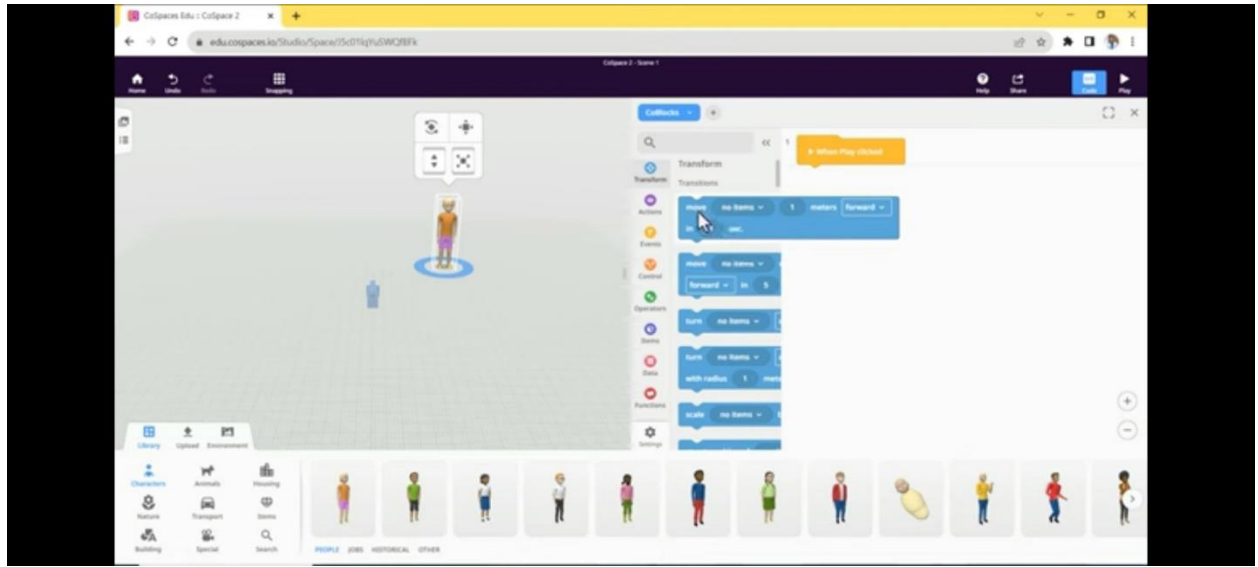 CoSpaces Edu : CoSpace 2
edu.cospaces.io/Studio/Space/
CoSpace 2 - Scene 1
Home Undo Redo Snapping
Help Share Code Play
CoBlocks
1
When Play clicked
Transform
Transitions
Transform
Actions
Events
Control
Operators
Items
Data
Functions
Settings
move no items 1 meters forward
in sec.
move no items
forward in 5
turn no items
turn no items
with radius 1
scale no items
Library Upload Environment
Characters Animals Housing
Nature Transport Items
Building Special Search
PEOPLE JOBS HISTORICAL OTHER